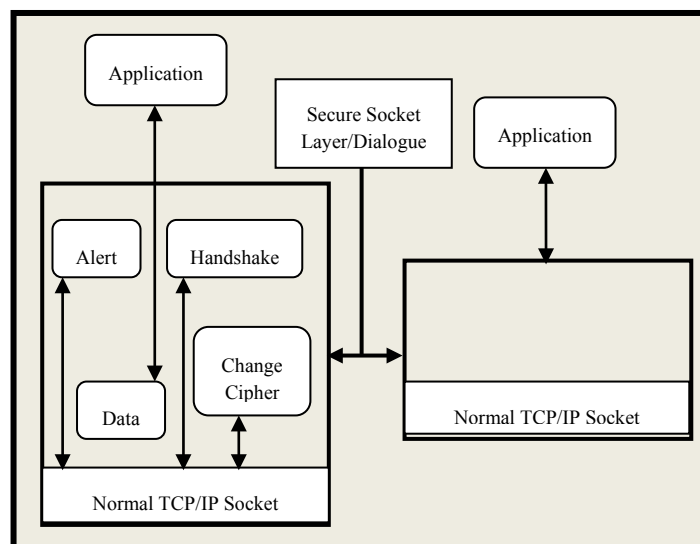 Application
Secure Socket
Layer/Dialogue
Application
Alert
Handshake
Change
Cipher
Data
Normal TCP/IP Socket
Normal TCP/IP Socket